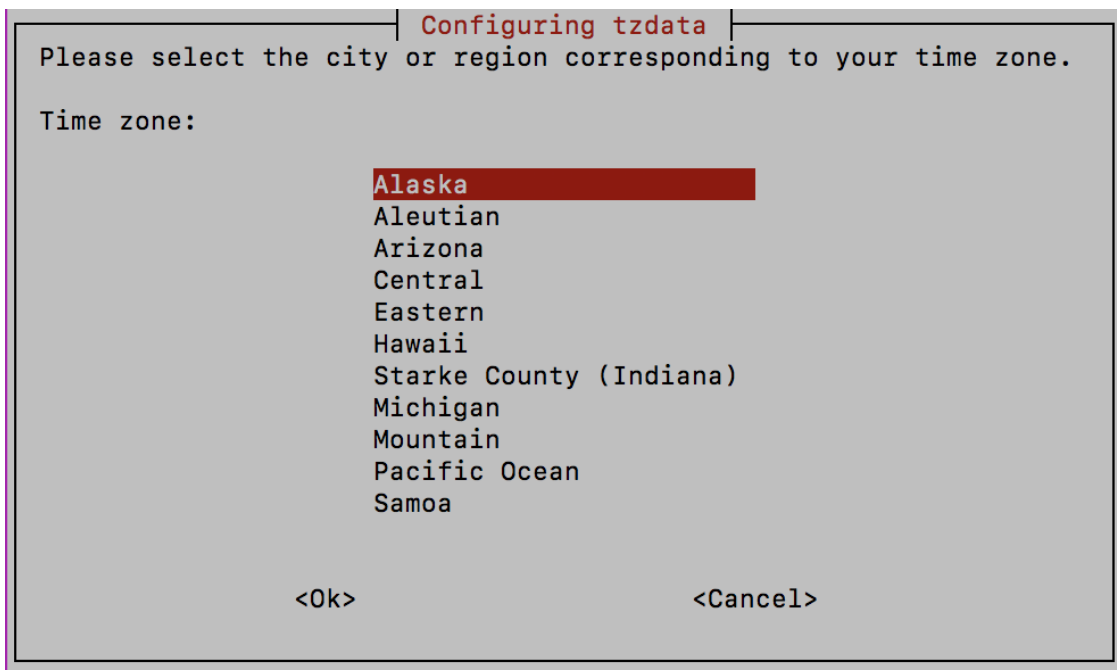 Configuring tzdata
Please select the city or region corresponding to your time zone.
Time zone:
Alaska
Aleutian
Arizona
Central
Eastern
Hawaii
Starke County (Indiana)
Michigan
Mountain
Pacific Ocean
Samoa
<Ok> <Cancel>